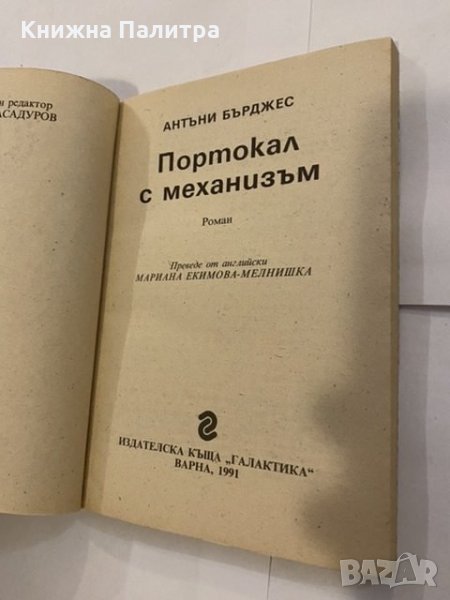 Книжна Палитра
н редактор
АСАДУРОВ
АНТЪНИ БЪРДЖЕС
Портокал
с механизъм
Роман
Преведе от английски
МАРИАНА ЕКИМОВА-МЕЛНИШКА
ИЗДАТЕЛСКА КЪЩА „ГАЛАКТИКА“
ВАРНА, 1991
BAZAR